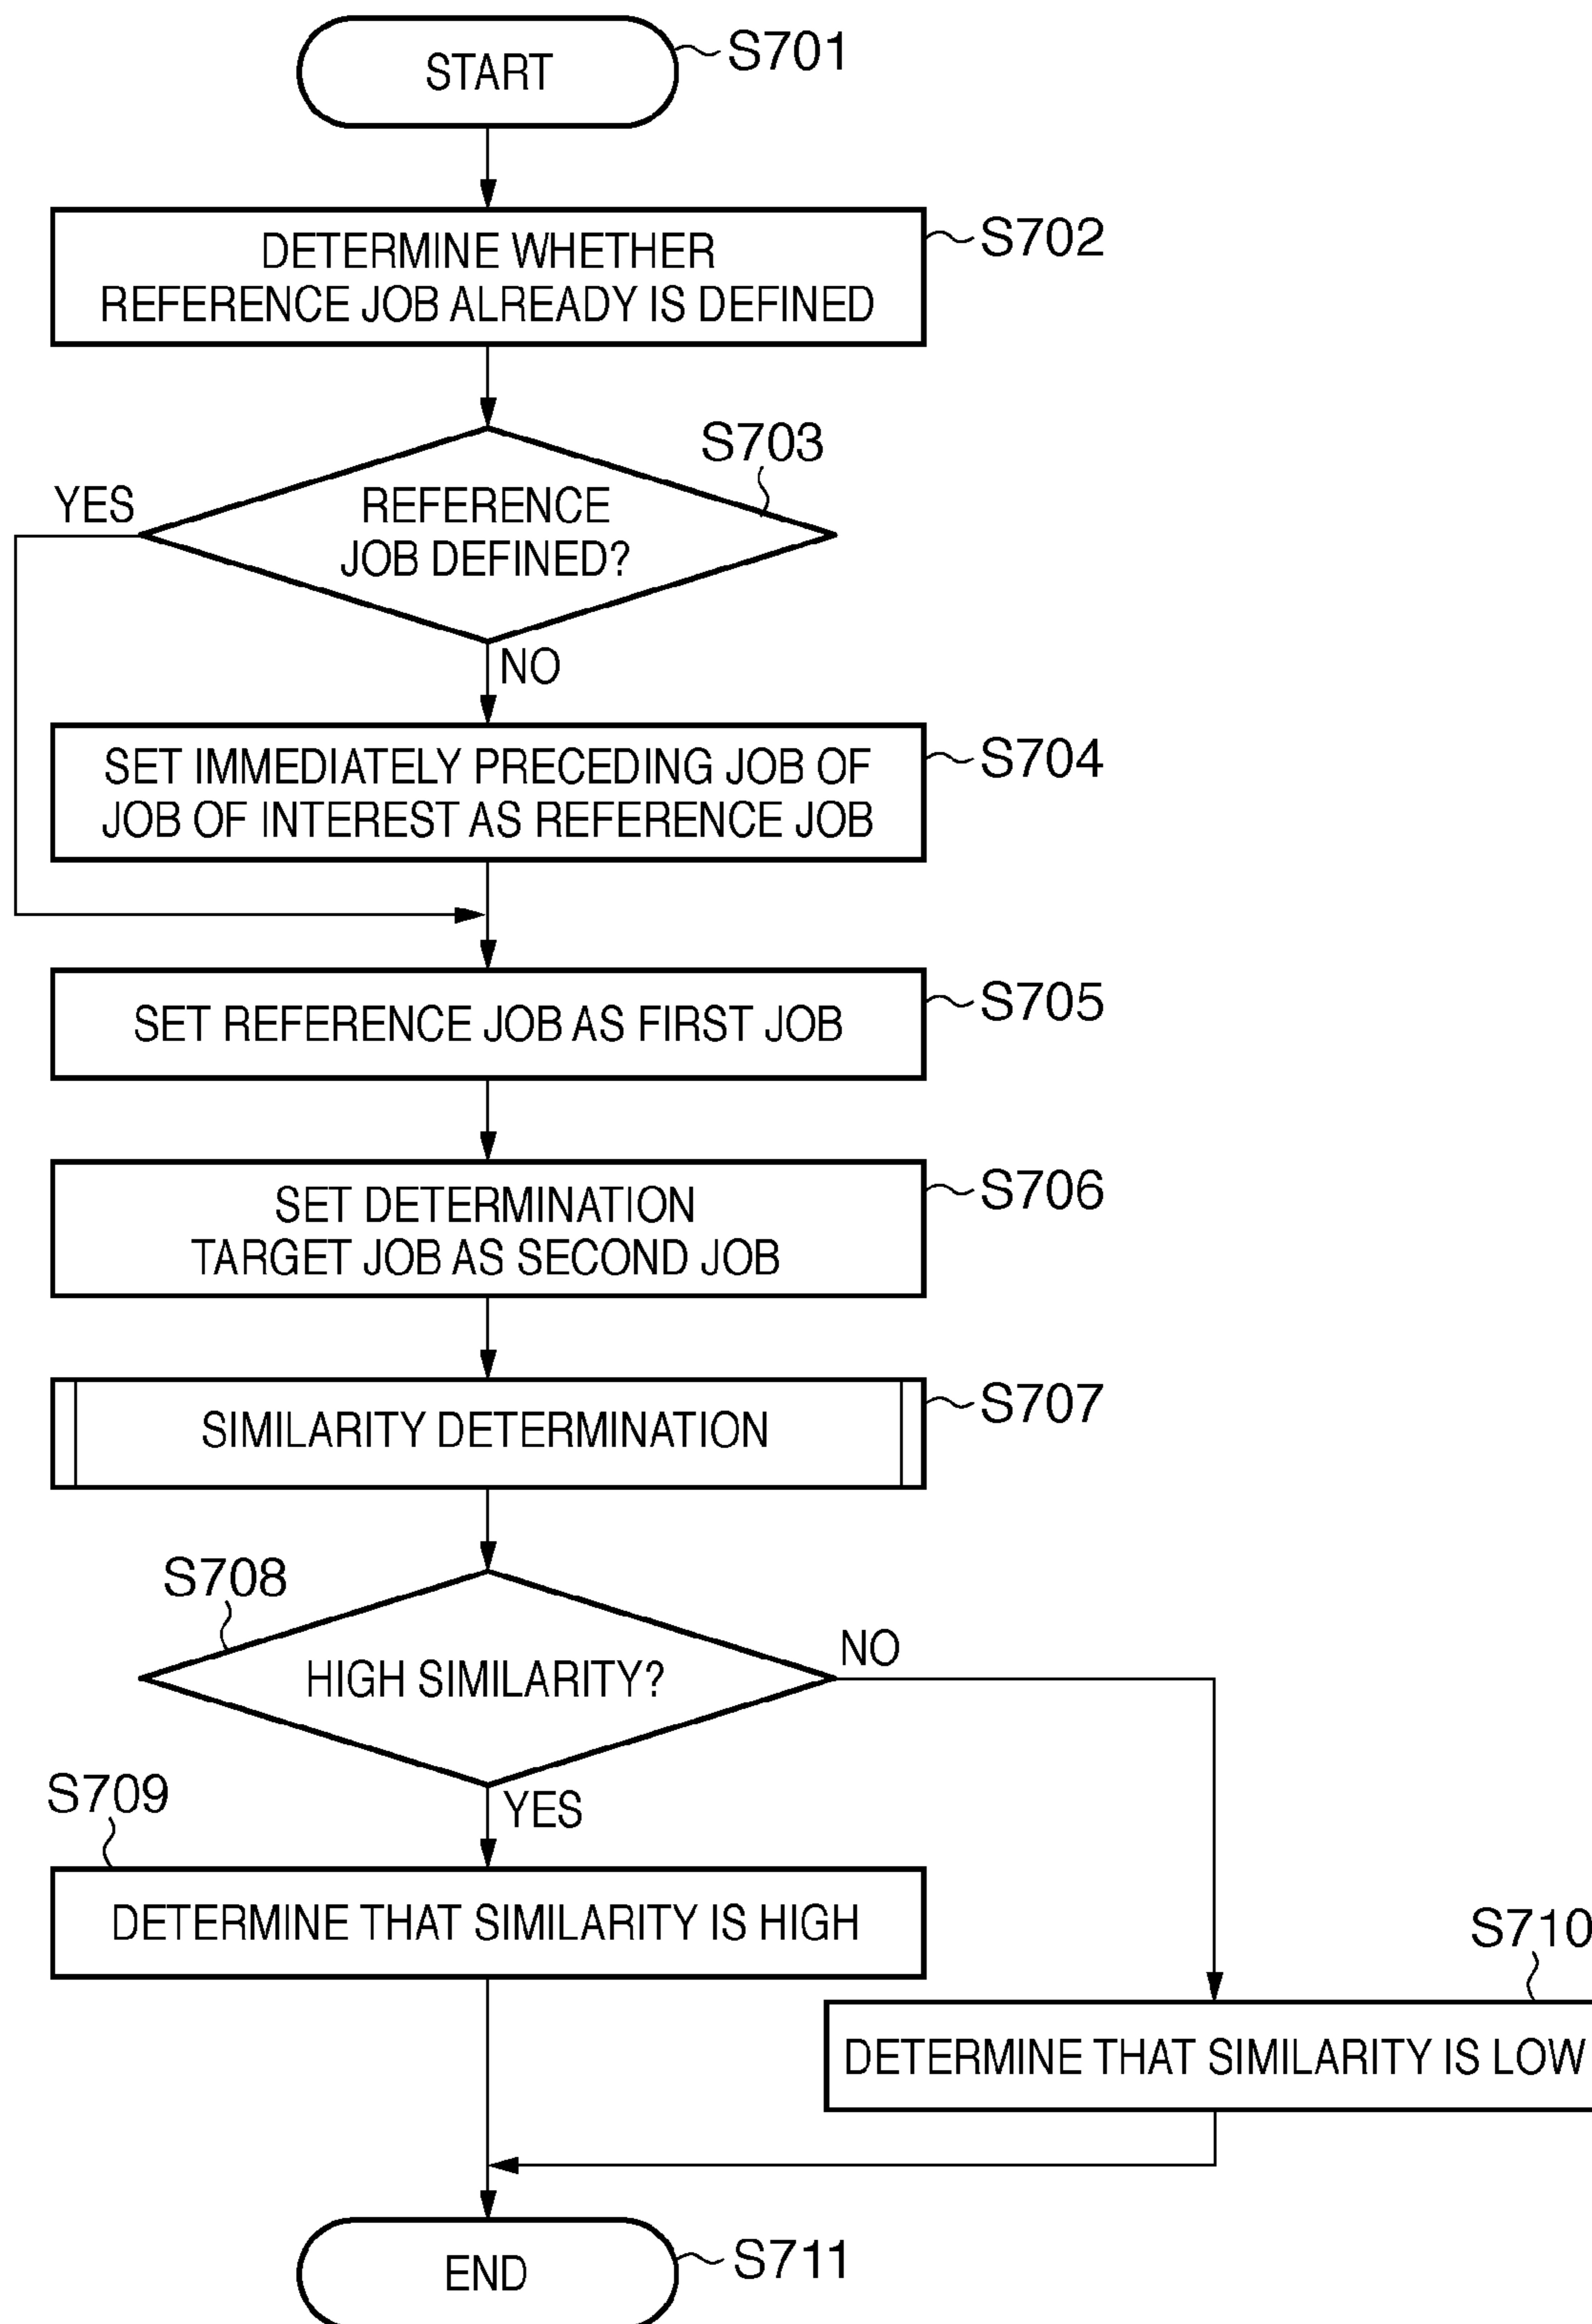 START
S701
DETERMINE WHETHER
REFERENCE JOB ALREADY IS DEFINED
S702
S703
YES
REFERENCE
JOB DEFINED?
NO
SET IMMEDIATELY PRECEDING JOB OF
JOB OF INTEREST AS REFERENCE JOB
S704
SET REFERENCE JOB AS FIRST JOB
S705
SET DETERMINATION
TARGET JOB AS SECOND JOB
S706
SIMILARITY DETERMINATION
S707
S708
HIGH SIMILARITY?
NO
YES
S709
DETERMINE THAT SIMILARITY IS HIGH
S710
DETERMINE THAT SIMILARITY IS LOW
END
S711